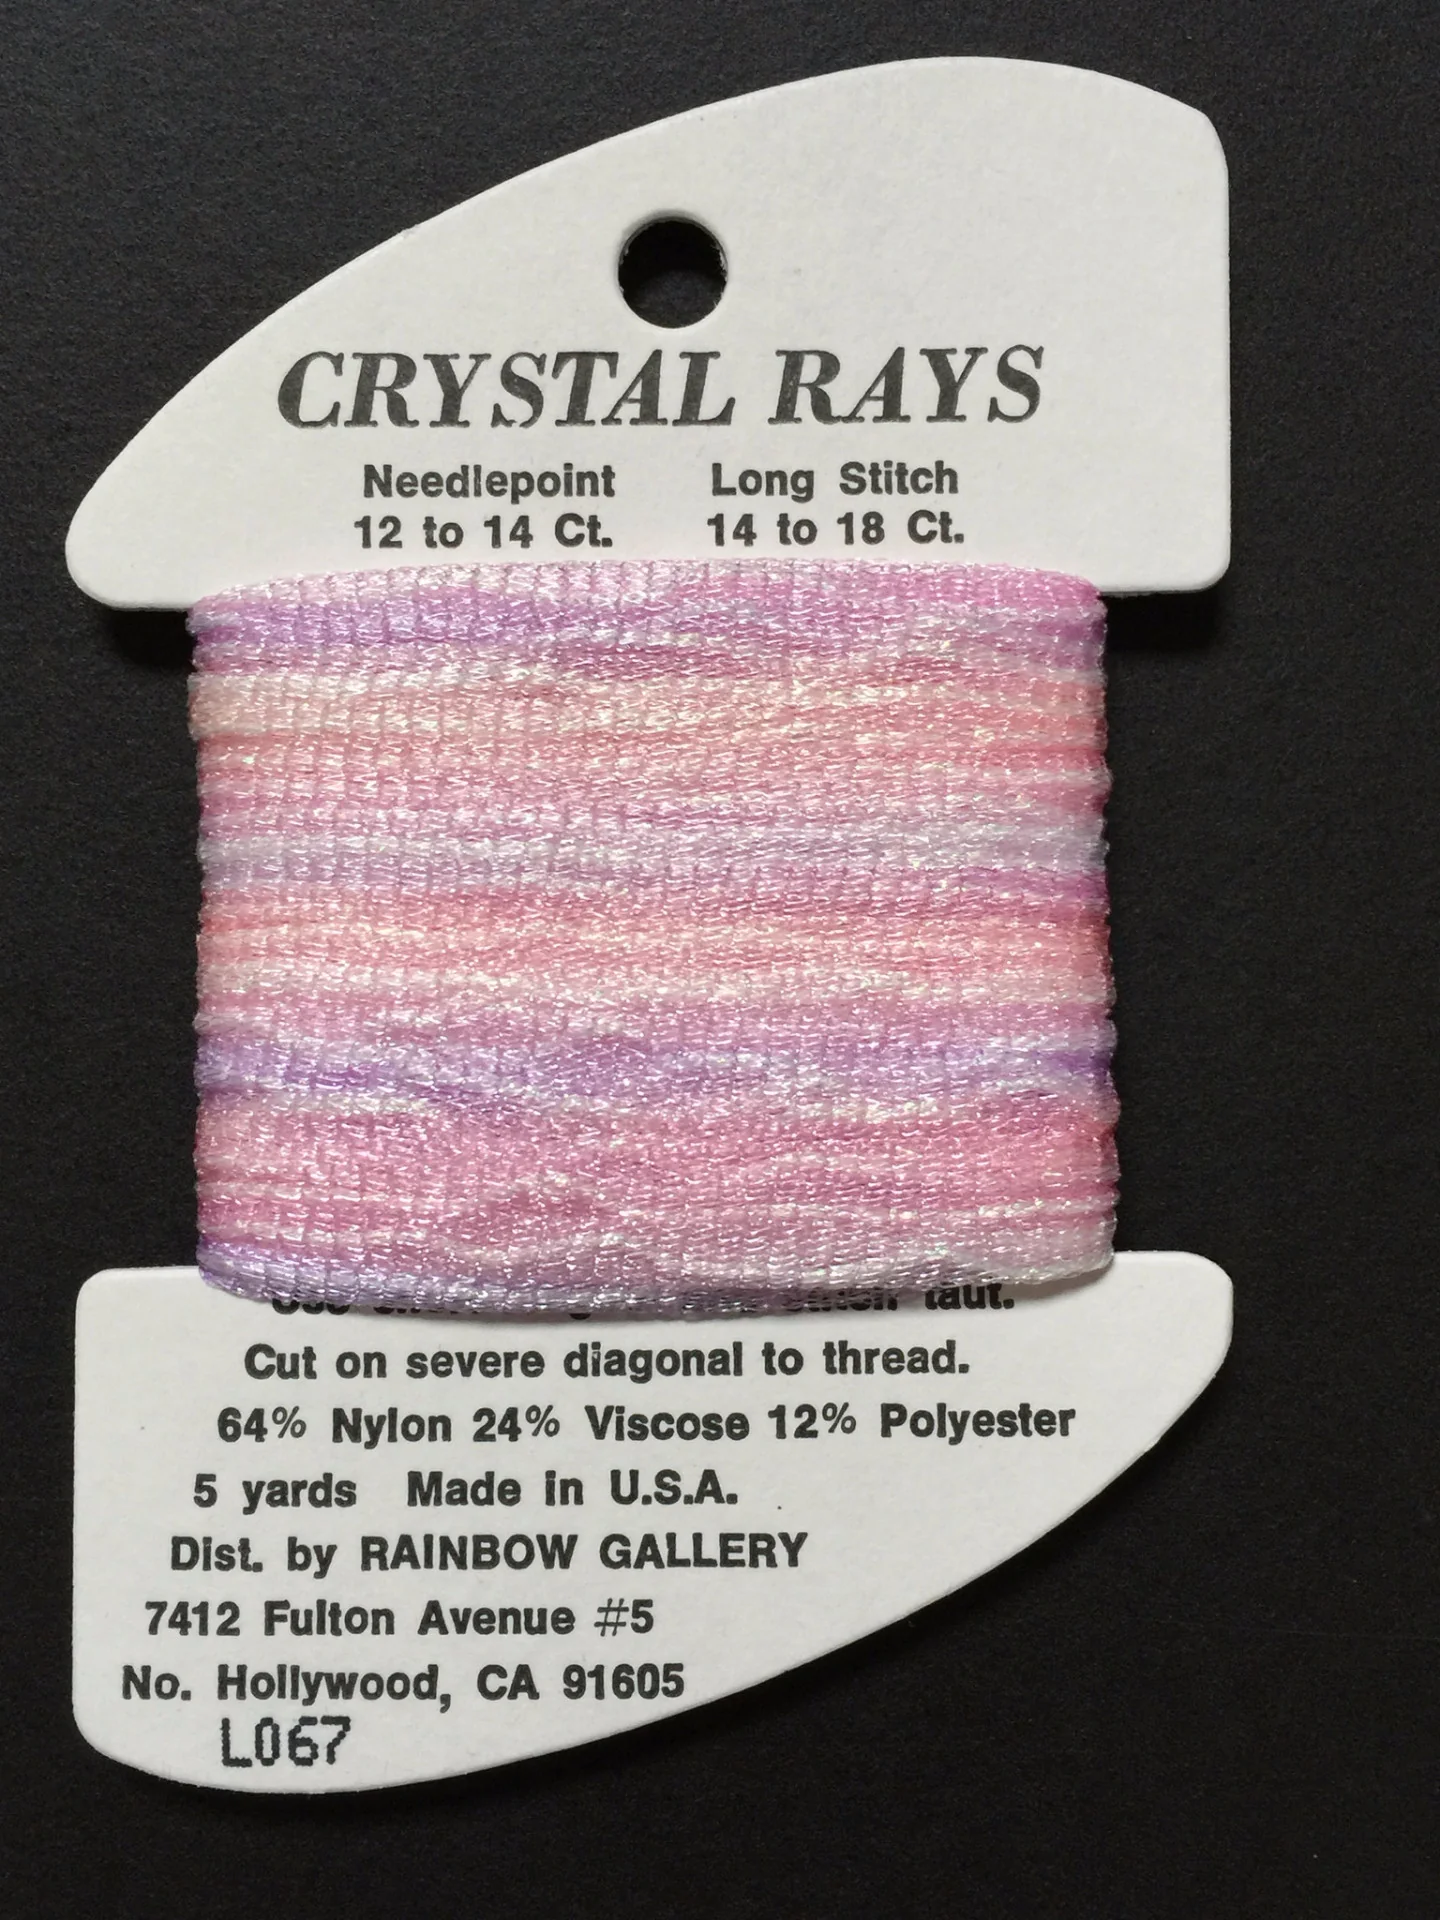 CRYSTAL RAYS
Needlepoint Long Stitch
12 to 14 Ct. 14 to 18 Ct.
taut.
Cut on severe diagonal to thread.
64% Nylon 24% Viscose 12% Polyester
5 yards Made in U.S.A.
Dist. by RAINBOW GALLERY
7412 Fulton Avenue #5
No. Hollywood, CA 91605
L067